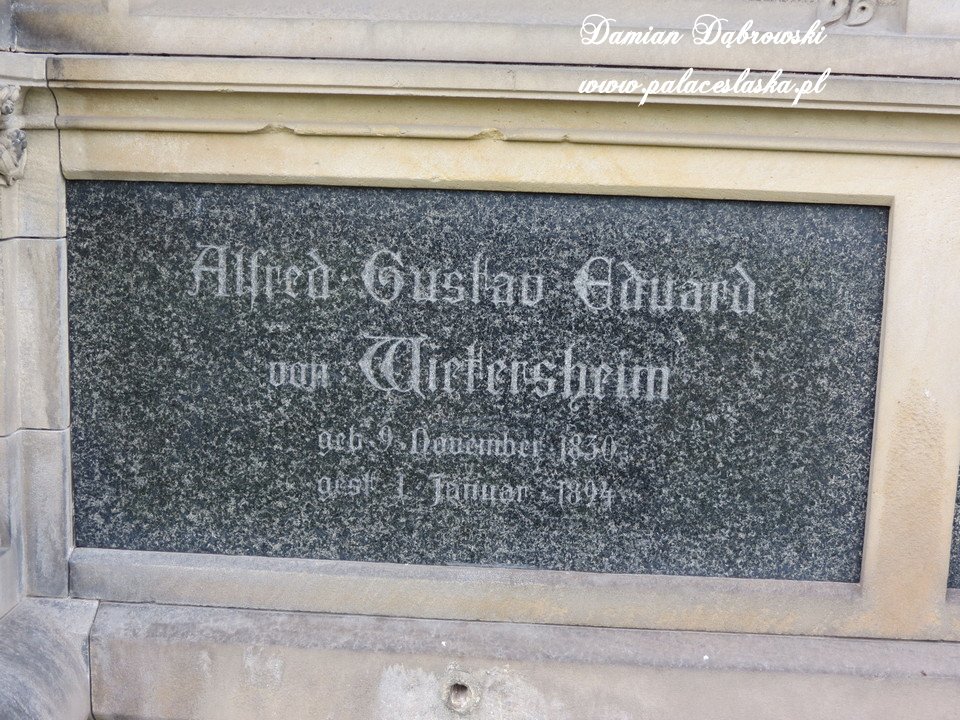 Damian Dąbrowski
www.palaceslaska.pl
Alfred Gustav Eduard
von Wietersheim
geb. 9. November 1830.
gest. 1. Januar 1894.